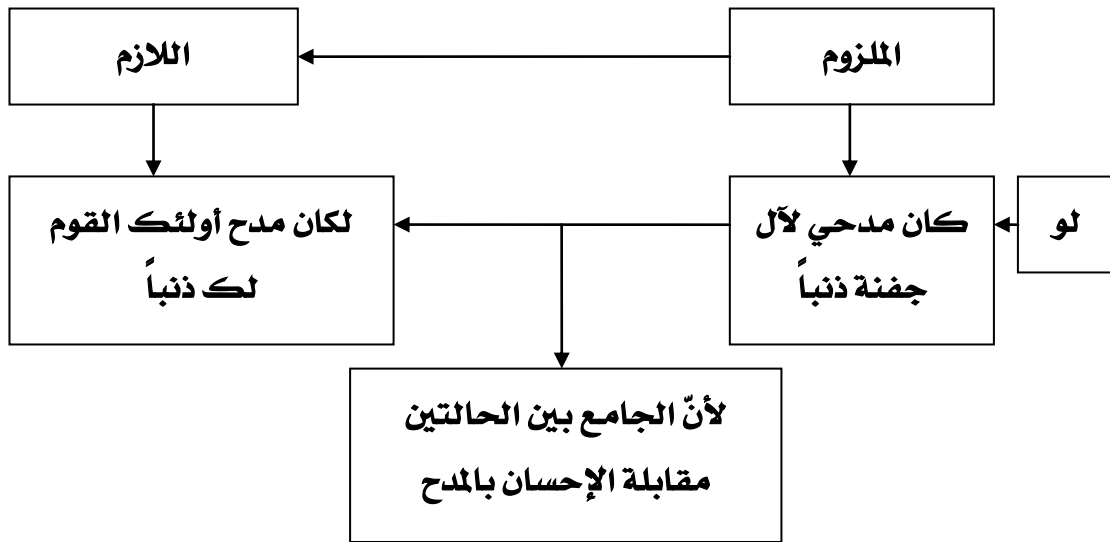 الملزوم
اللازم
لو
كان مدحي لآل
جفنة ذنباً
لكان مدح أولئك القوم
لك ذنباً
لأنّ الجامع بين الحالتين
مقابلة الإحسان بالمدح